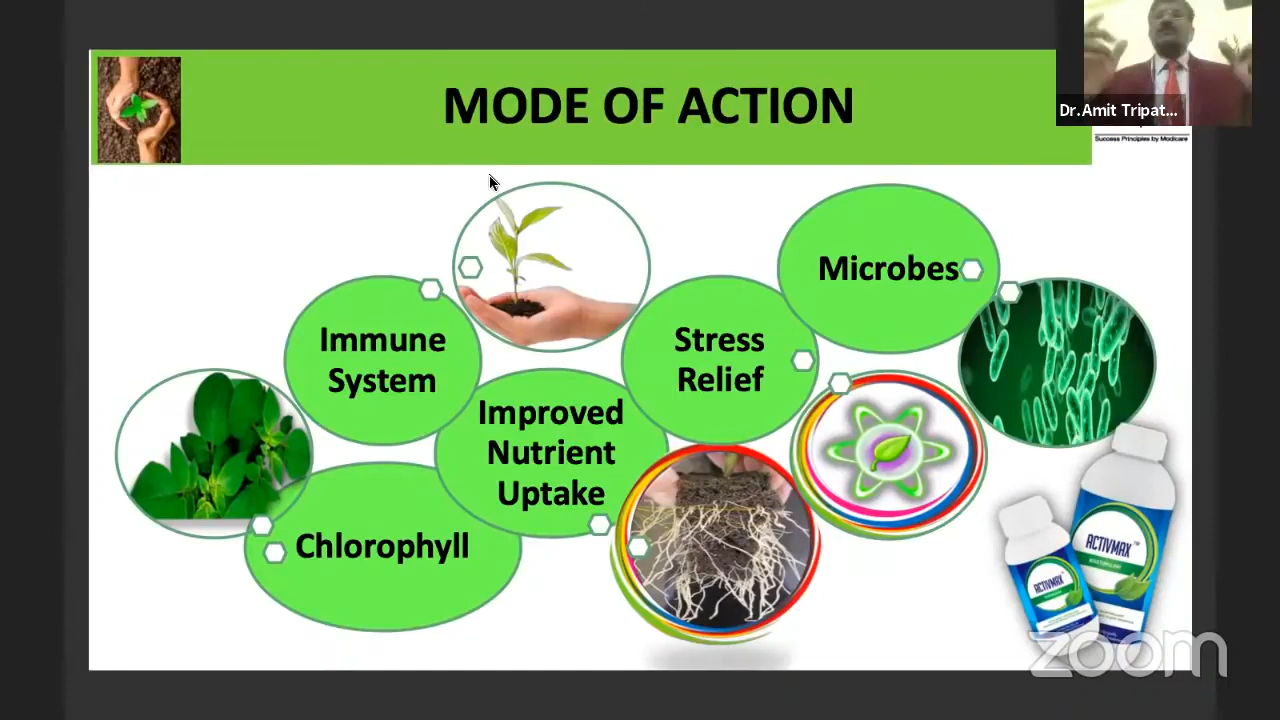 MODE OF ACTION
Dr.Amit Tripat...
Success Principles by Modicare
Microbes
Immune
System
Stress
Relief
Improved
Nutrient
Uptake
Chlorophyll
ACTIVMAX™
ACTIVMAX
zoom